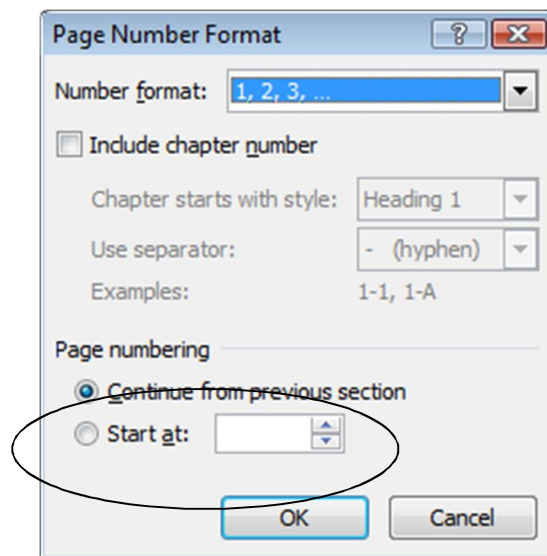 Page Number Format
Number format: 1, 2, 3, ...
Include chapter number
Chapter starts with style: Heading 1
Use separator: - (hyphen)
Examples: 1-1, 1-A
Page numbering
Continue from previous section
Start at:
OK Cancel